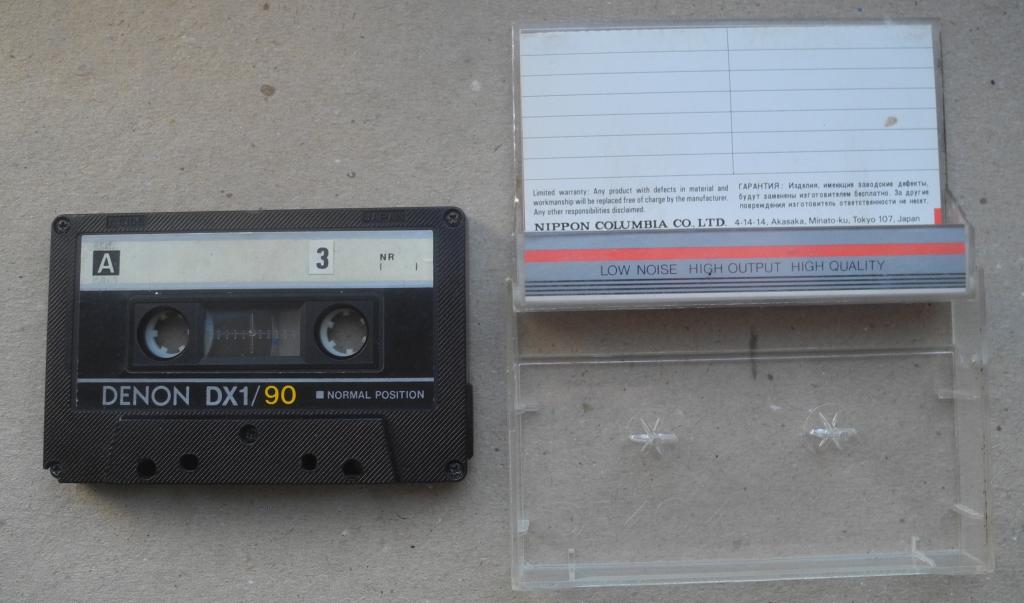 JAPAN
A
3
NR
DENON DX1/90 ■ NORMAL POSITION
Limited warranty: Any product with defects in material and
workmanship will be replaced free of charge by the manufacturer.
Any other responsibilities disclaimed.
ГАРАНТИЯ: Изделия, имеющие заводские дефекты,
будут заменены изготовителем бесплатно. За другие
повреждения изготовитель ответственности не несет.
NIPPON COLUMBIA CO., LTD. 4-14-14, Akasaka, Minato-ku, Tokyo 107, Japan
LOW NOISE HIGH OUTPUT HIGH QUALITY